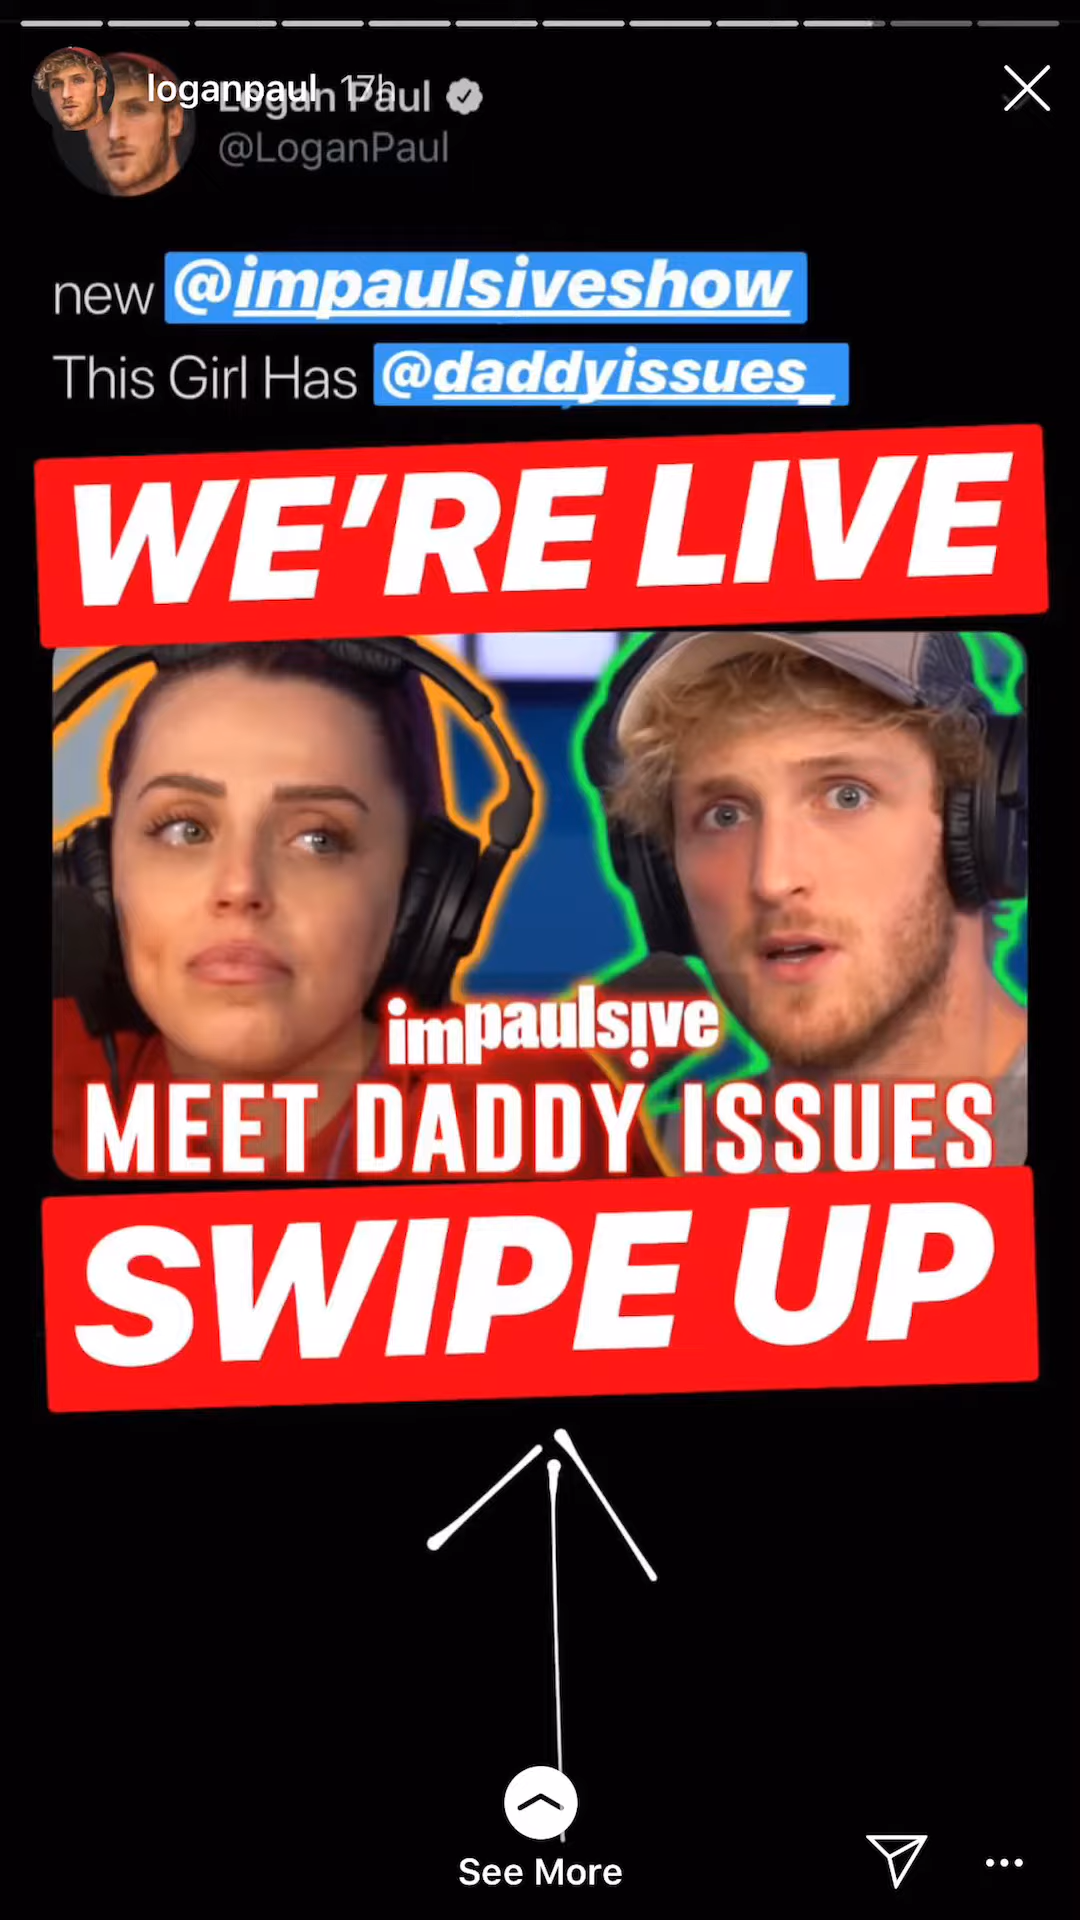 loganpaul 17h
Logan Paul
@LoganPaul
new @impaulsiveshow
This Girl Has @daddyissues_
WE'RE LIVE
impaulsive
MEET DADDY ISSUES
SWIPE UP
See More